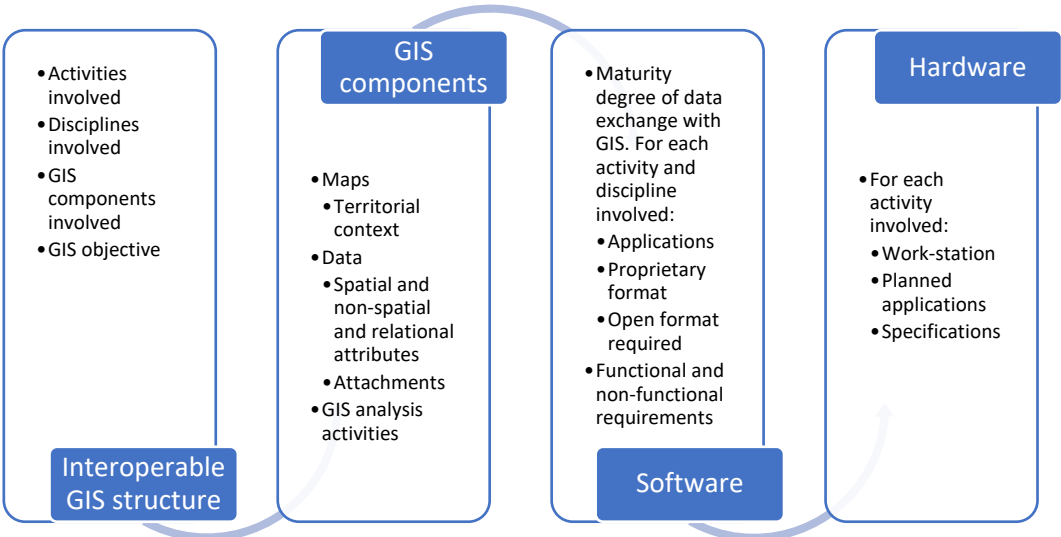 •Activities
involved
•Disciplines
involved
•GIS
components
involved
•GIS objective
Interoperable
GIS structure
GIS
components
•Maps
•Territorial
context
•Data
•Spatial and
non-spatial
and relational
attributes
•Attachments
•GIS analysis
activities
•Maturity
degree of data
exchange with
GIS. For each
activity and
discipline
involved:
•Applications
•Proprietary
format
•Open format
required
•Functional and
non-functional
requirements
Software
Hardware
•For each
activity
involved:
•Work-station
•Planned
applications
•Specifications